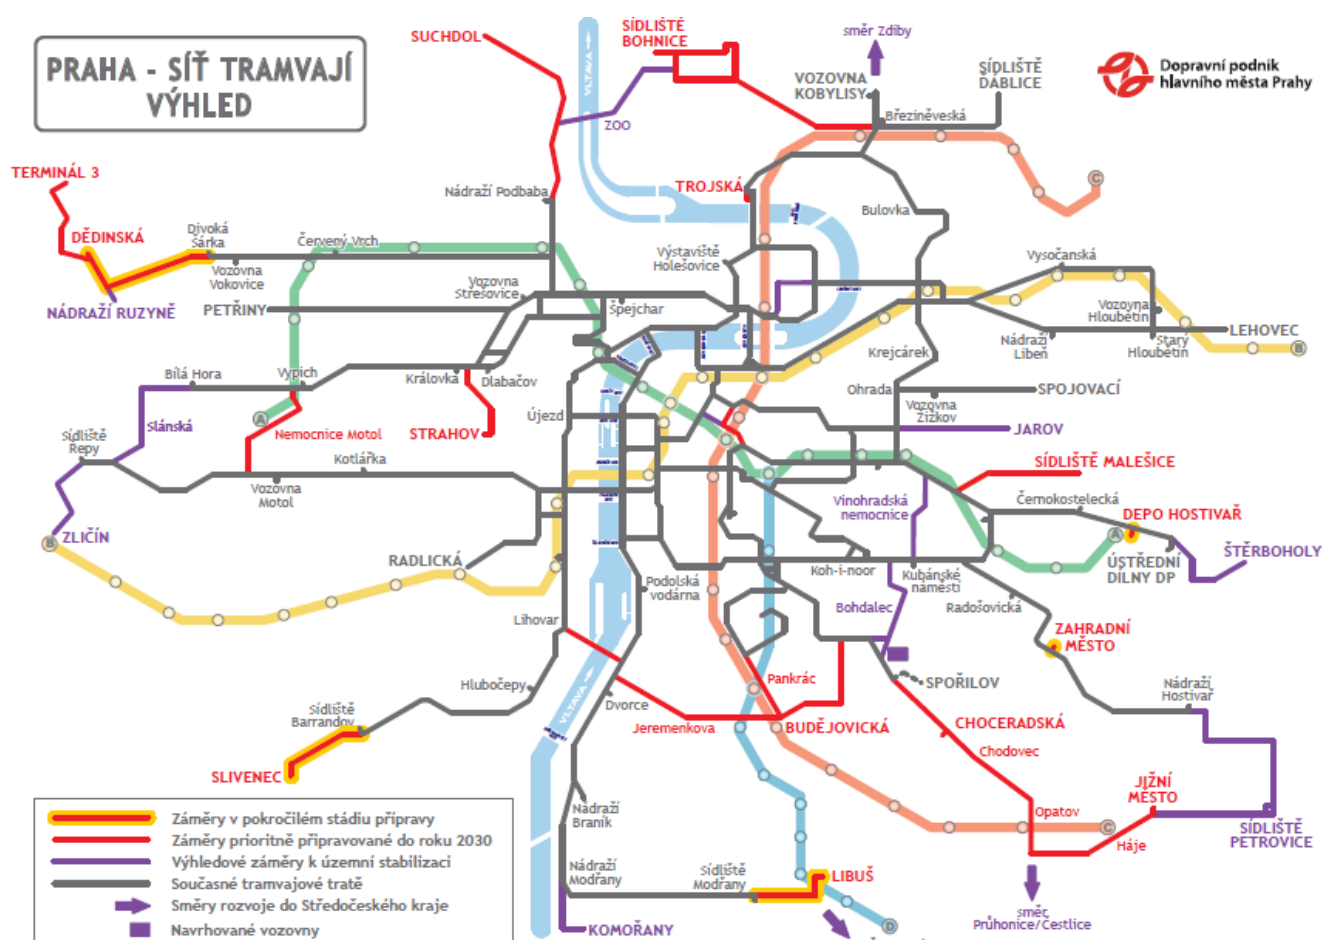 PRAHA - SÍŤ TRAMVAJÍ
VÝHLED
SUCHDOL
SÍDLIŠTĚ
BOHNICE
směr Zdiby
VOZOVNA
KOBYLISY
SÍDLIŠTĚ
ĎÁBLICE
Dopravní podnik
hlavního města Prahy
VLTAVA
ZOO
Březiněveská
TERMINÁL 3
Nádraží Podbaba
TROJSKÁ
C
Bulovka
DĚDINSKÁ
Divoká
Šárka
Červený Vrch
Vozovna
Vokovice
Výstaviště
Holešovice
Vysočanská
NÁDRAŽÍ RUZYNĚ
PETŘINY
Vozovna
Střešovice
Špejchar
Vozovna
Hloubětín
Nádraží
Libeň
Starý
Hloubětín
LEHOVEC
B
Krejcárek
Bílá Hora
Vypich
Královka
Dlabačov
Ohrada
Vozovna
Žižkov
SPOJOVACÍ
A
Újezd
Slánská
Nemocnice Motol
STRAHOV
JAROV
Sídliště
Řepy
Kotlářka
Vozovna
Motol
SÍDLIŠTĚ MALEŠICE
Vinohradská
nemocnice
Černokostelecká
DEPO HOSTIVAŘ
ZLIČÍN
B
A
RADLICKÁ
ÚSTŘEDNÍ
DÍLNY DP
ŠTĚRBOHOLY
Podolská
vodárna
Koh-i-noor
Kubánské
náměstí
Radošovická
Bohdalec
Lihovar
ZAHRADNÍ
MĚSTO
Hlubočepy
VLTAVA
Dvorce
Pankrác
SPOŘILOV
Nádraží
Hostivař
Sídliště
Barrandov
Jeremenkova
BUDĚJOVICKÁ
CHOCERADSKÁ
Chodovec
SLIVENEC
JIŽNÍ
MĚSTO
Nádraží
Braník
Opatov
C
Háje
SÍDLIŠTĚ
PETROVICE
Nádraží
Modřany
Sídliště
Modřany
LIBUŠ
D
KOMOŘANY
směr
Průhonice/Čestlice
Záměry v pokročilém stádiu přípravy
Záměry prioritně připravované do roku 2030
Výhledové záměry k územní stabilizaci
Současné tramvajové tratě
Směry rozvoje do Středočeského kraje
Navrhované vozovny